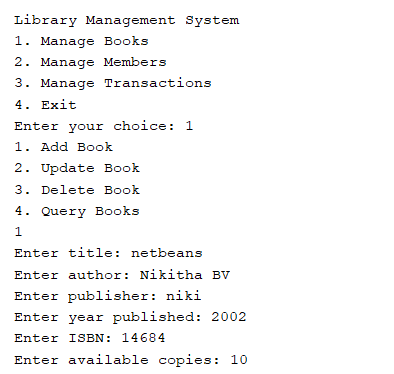 Library Management System
1. Manage Books
2. Manage Members
3. Manage Transactions
4. Exit
Enter your choice: 1
1. Add Book
2. Update Book
3. Delete Book
4. Query Books
1
Enter title: netbeans
Enter author: Nikitha BV
Enter publisher: niki
Enter year published: 2002
Enter ISBN: 14684
Enter available copies: 10